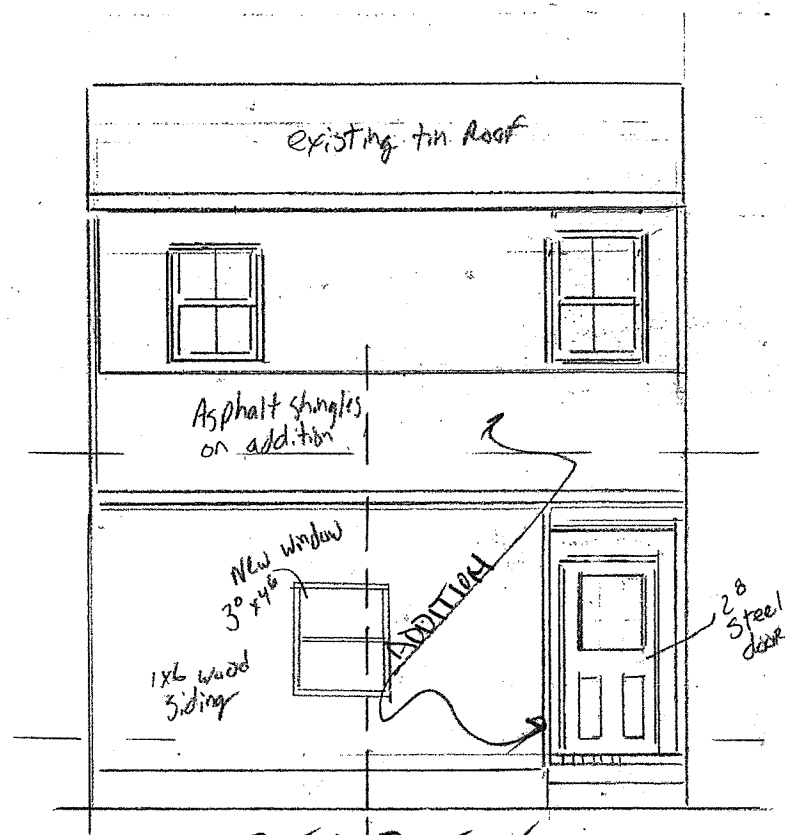 existing tin Roof
Asphalt shingles
on addition
New window
3⁰ x 4⁶
ADDITION
2⁸
Steel
door
1x6 wood
siding